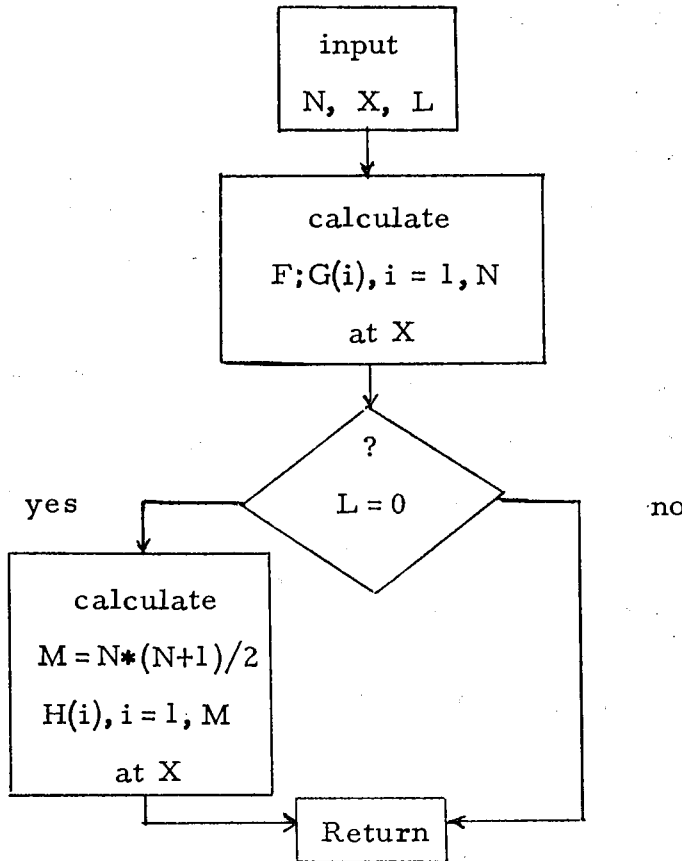 input
N, X, L
calculate
F;G(i), i = 1, N
at X
?
L = 0
yes
no
calculate
M = N*(N+1)/2
H(i), i = 1, M
at X
Return